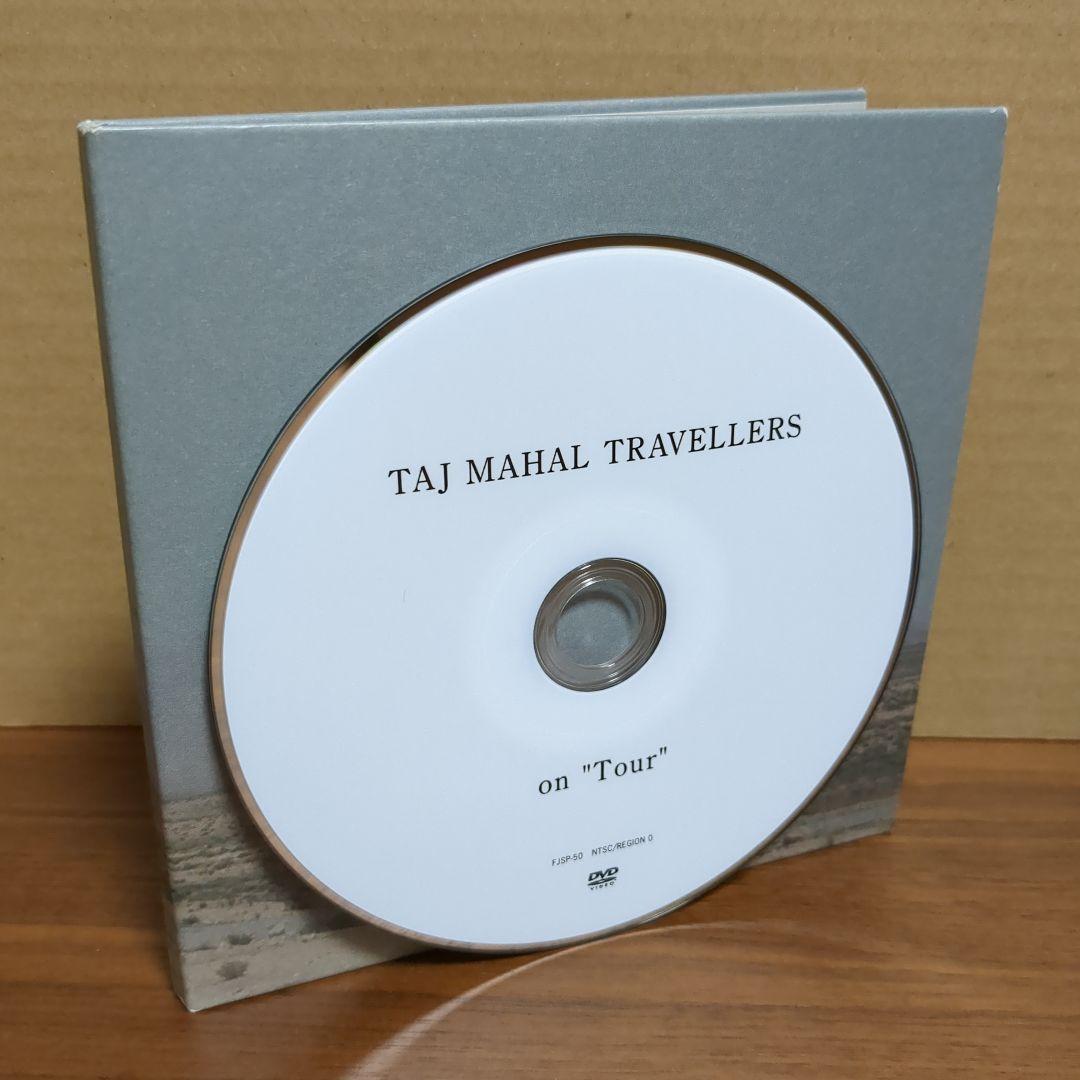 TAJ MAHAL TRAVELLERS
on "Tour"
FJSP-50 NTSC/REGION 0
DVD
VIDEO